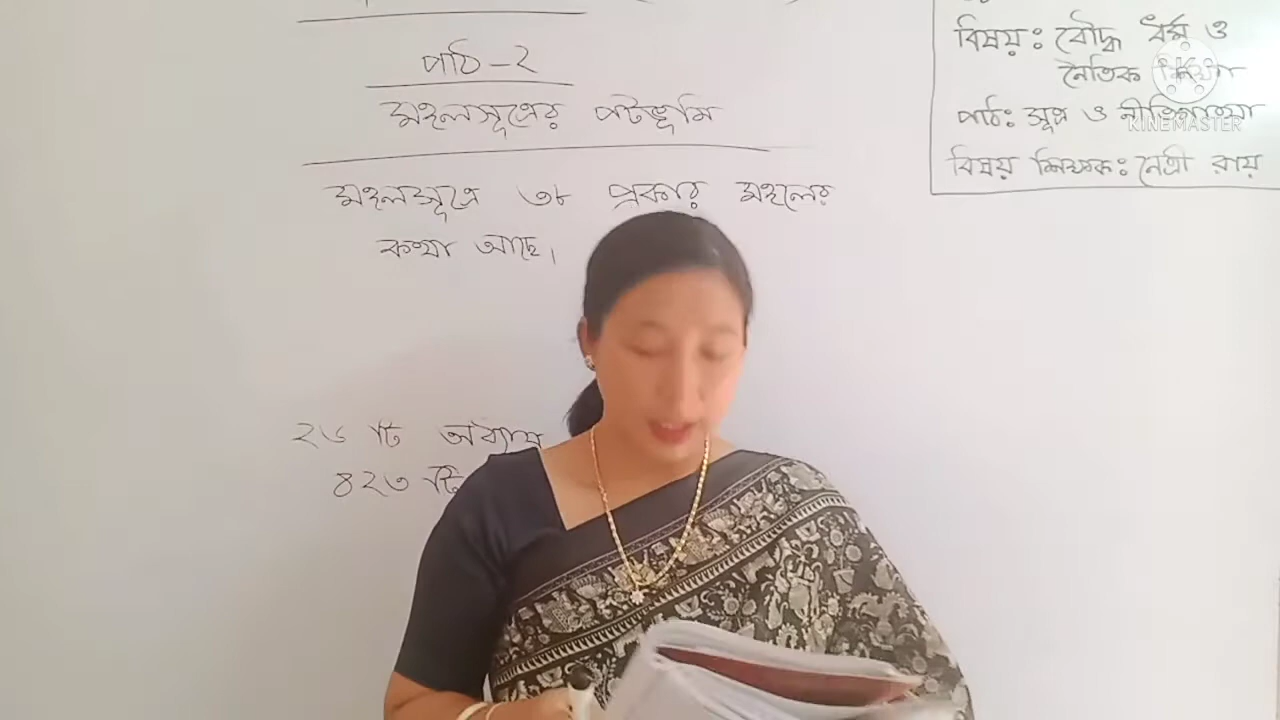 পাঠ-২
মঙ্গলসূত্রের পটভূমি
মঙ্গলসূত্রে ৩৮ প্রকার মঙ্গলের
কথা আছে।
২৬ টি অধ্যায়
৪২৩ টি
বিষয়ঃ বৌদ্ধ ধর্ম ও
নৈতিক শিক্ষা
পাঠঃ সূত্র ও নীতিগাথা
বিষয় শিক্ষকঃ নেত্রী রায়
KINEMASTER